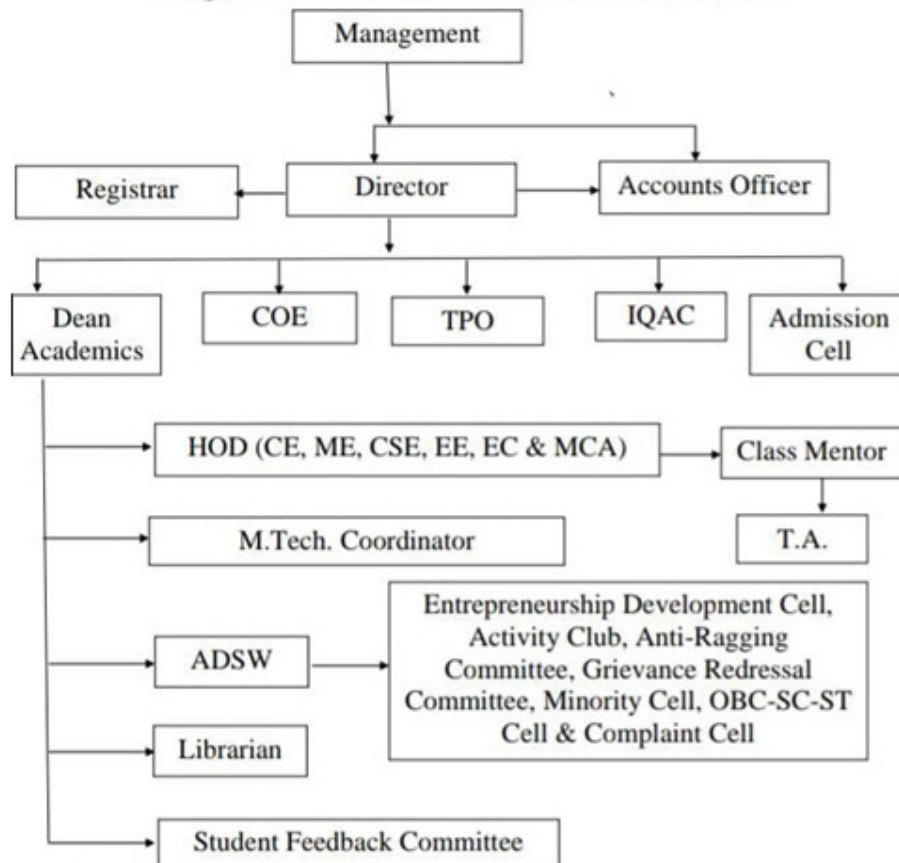 Management
Registrar
Director
Accounts Officer
Dean
Academics
COE
TPO
IQAC
Admission
Cell
HOD (CE, ME, CSE, EE, EC & MCA)
Class Mentor
M.Tech. Coordinator
T.A.
ADSW
Entrepreneurship Development Cell,
Activity Club, Anti-Ragging
Committee, Grievance Redressal
Committee, Minority Cell, OBC-SC-ST
Cell & Complaint Cell
Librarian
Student Feedback Committee